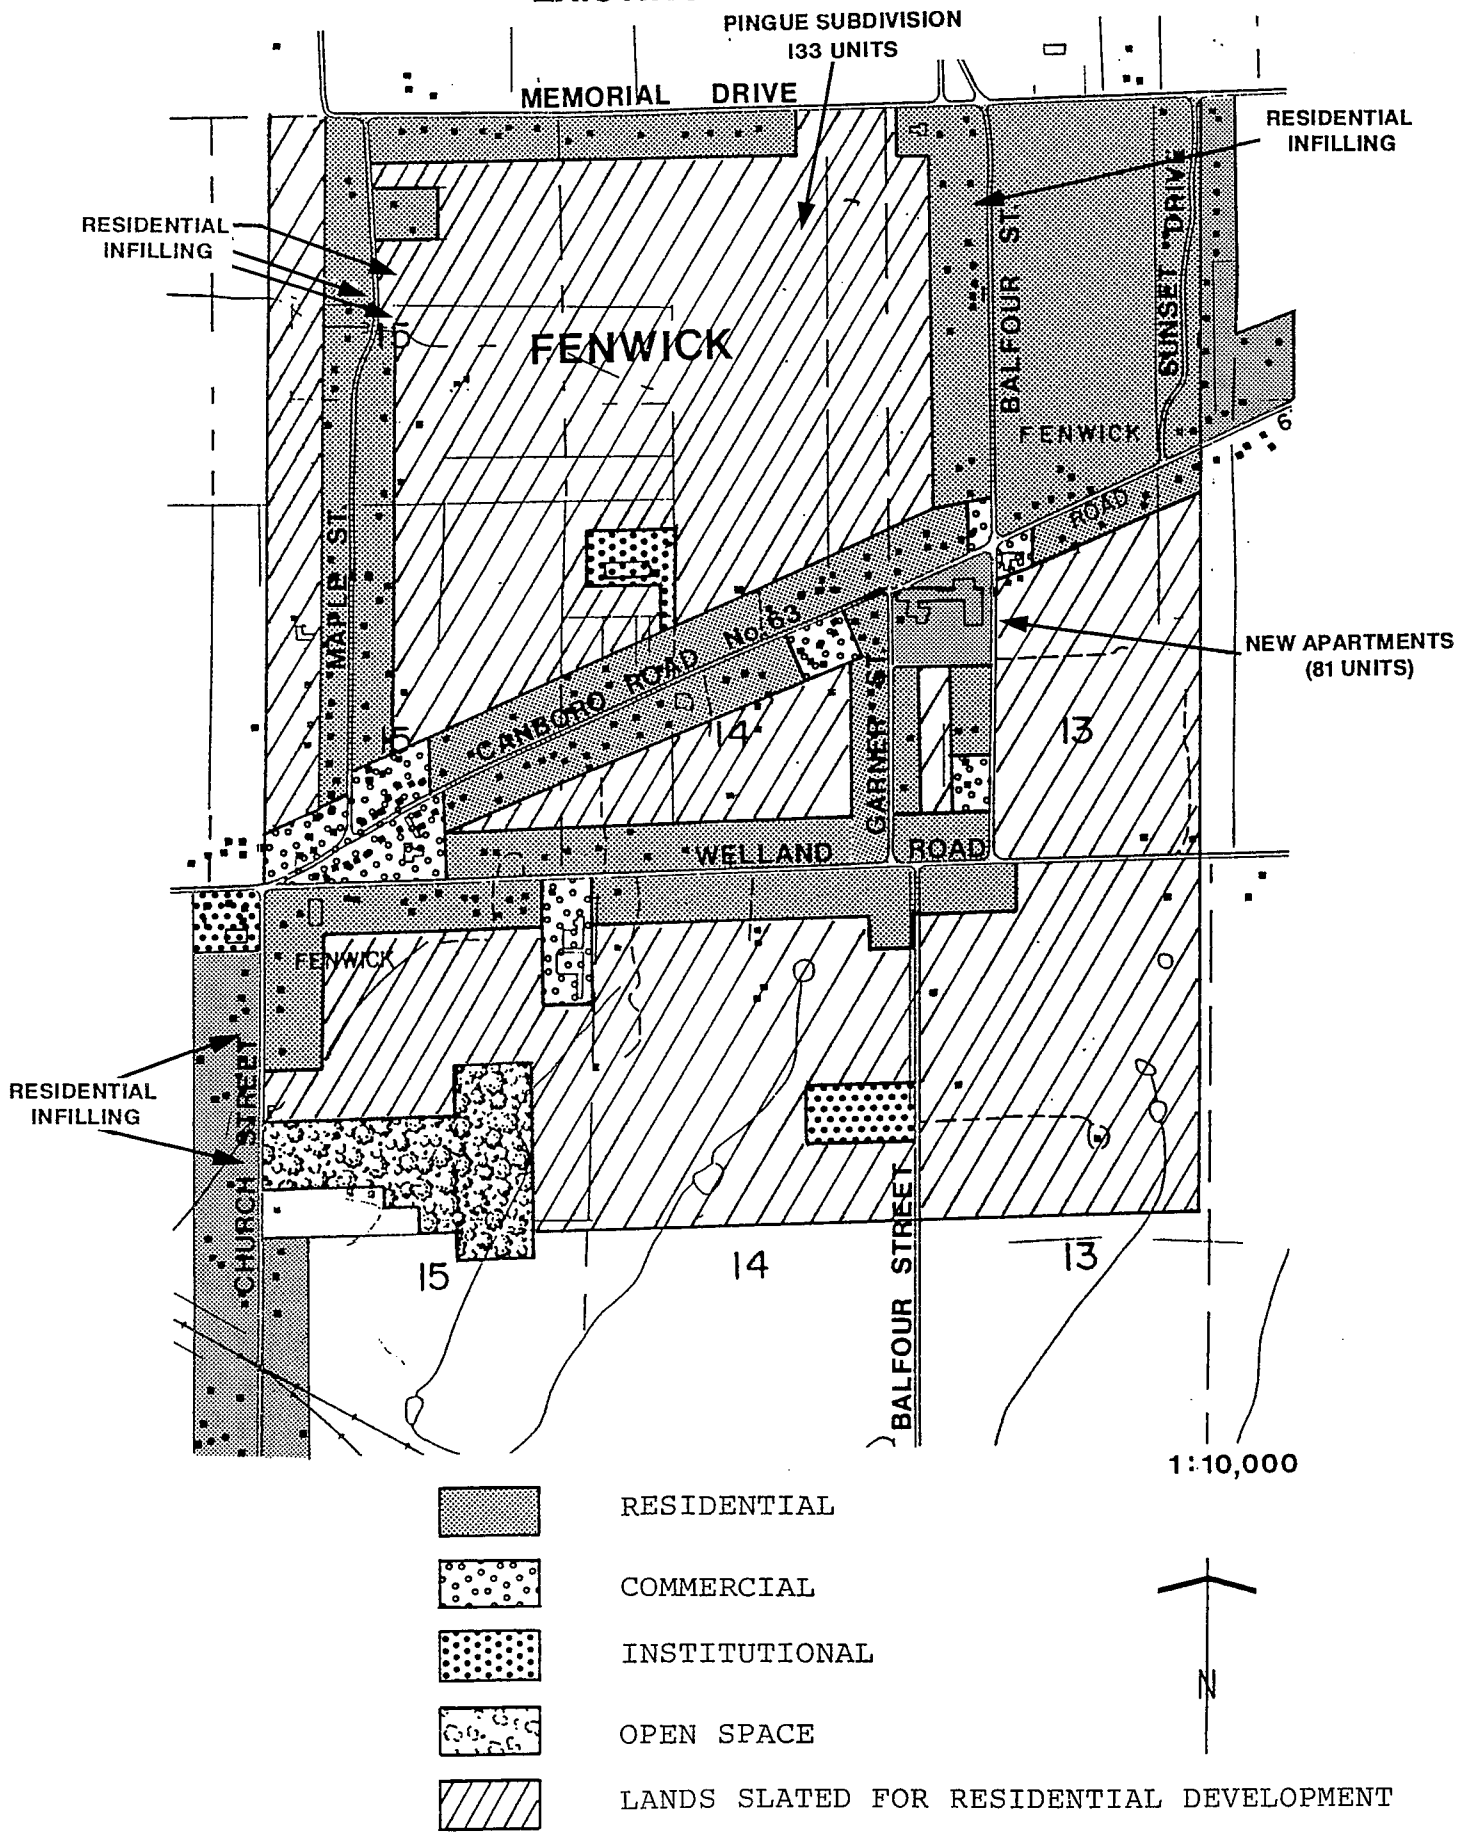 PINGUE SUBDIVISION
133 UNITS
MEMORIAL DRIVE
RESIDENTIAL
INFILLING
RESIDENTIAL
INFILLING
BALFOUR ST.
SUNSET DRIVE
15
FENWICK
FENWICK
6
ROAD
MAPLE ST.
CANBORO ROAD No. 63
NEW APARTMENTS
(81 UNITS)
15
14
GARNER ST.
13
WELLAND ROAD
FENWICK
RESIDENTIAL
INFILLING
CHURCH STREET
BALFOUR STREET
15
14
13
1:10,000
RESIDENTIAL
COMMERCIAL
INSTITUTIONAL
N
OPEN SPACE
LANDS SLATED FOR RESIDENTIAL DEVELOPMENT